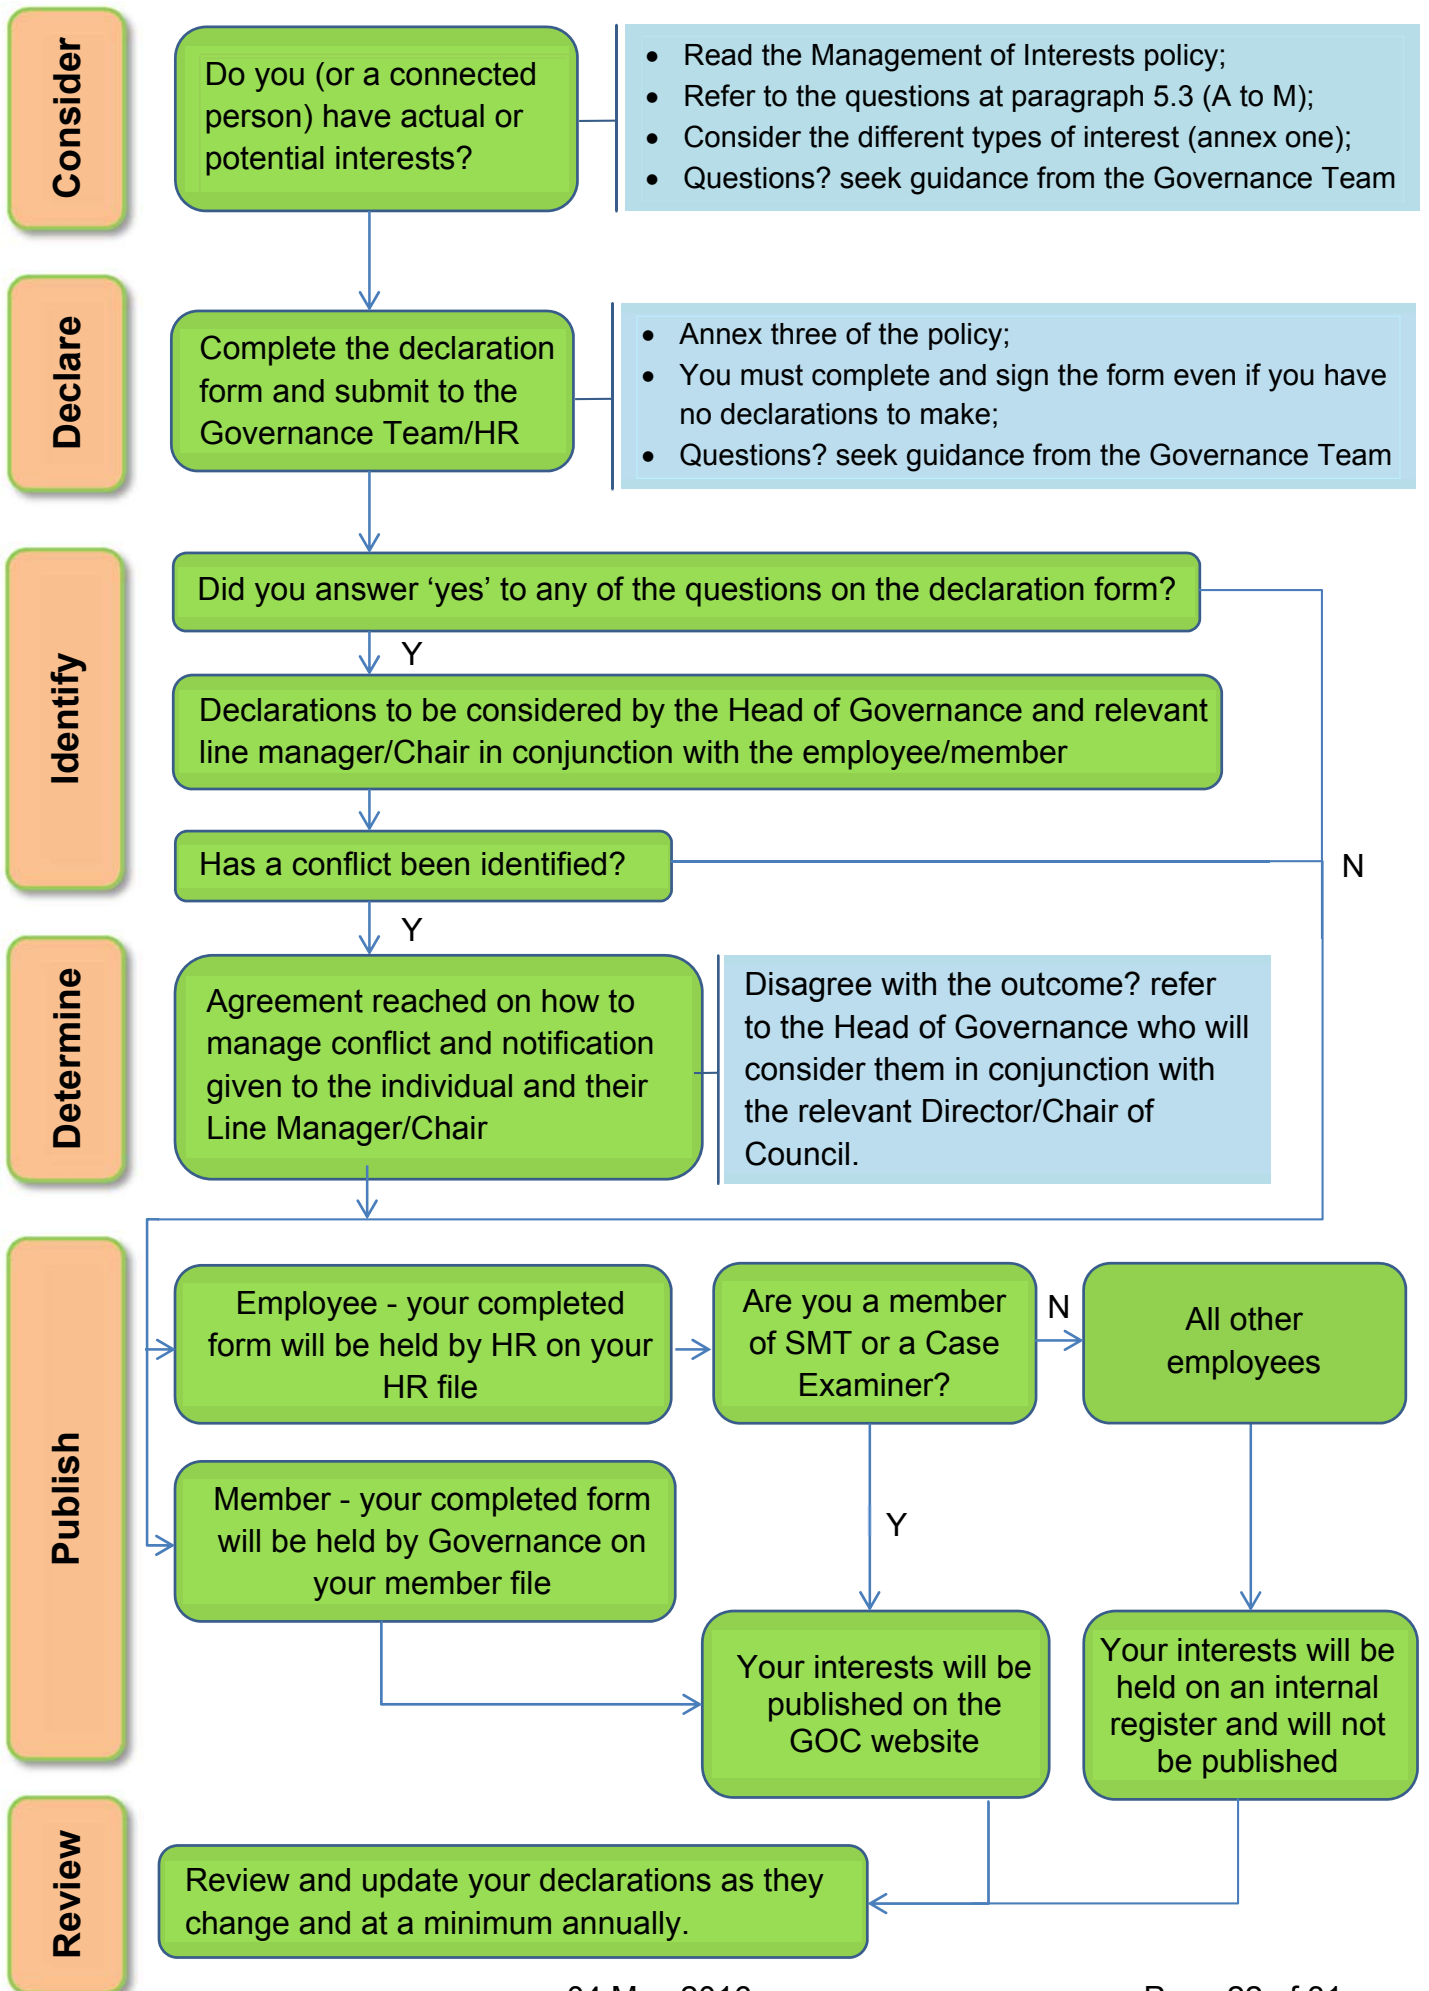 Consider
Do you (or a connected
person) have actual or
potential interests?
• Read the Management of Interests policy;
• Refer to the questions at paragraph 5.3 (A to M);
• Consider the different types of interest (annex one);
• Questions? seek guidance from the Governance Team
Declare
Complete the declaration
form and submit to the
Governance Team/HR
• Annex three of the policy;
• You must complete and sign the form even if you have
no declarations to make;
• Questions? seek guidance from the Governance Team
Identify
Did you answer ‘yes’ to any of the questions on the declaration form?
Y
Declarations to be considered by the Head of Governance and relevant
line manager/Chair in conjunction with the employee/member
Has a conflict been identified?
N
Y
Determine
Agreement reached on how to
manage conflict and notification
given to the individual and their
Line Manager/Chair
Disagree with the outcome? refer
to the Head of Governance who will
consider them in conjunction with
the relevant Director/Chair of
Council.
Publish
Employee - your completed
form will be held by HR on your
HR file
Are you a member
of SMT or a Case
Examiner?
N
All other
employees
Member - your completed form
will be held by Governance on
your member file
Y
Your interests will be
published on the
GOC website
Your interests will be
held on an internal
register and will not
be published
Review
Review and update your declarations as they
change and at a minimum annually.